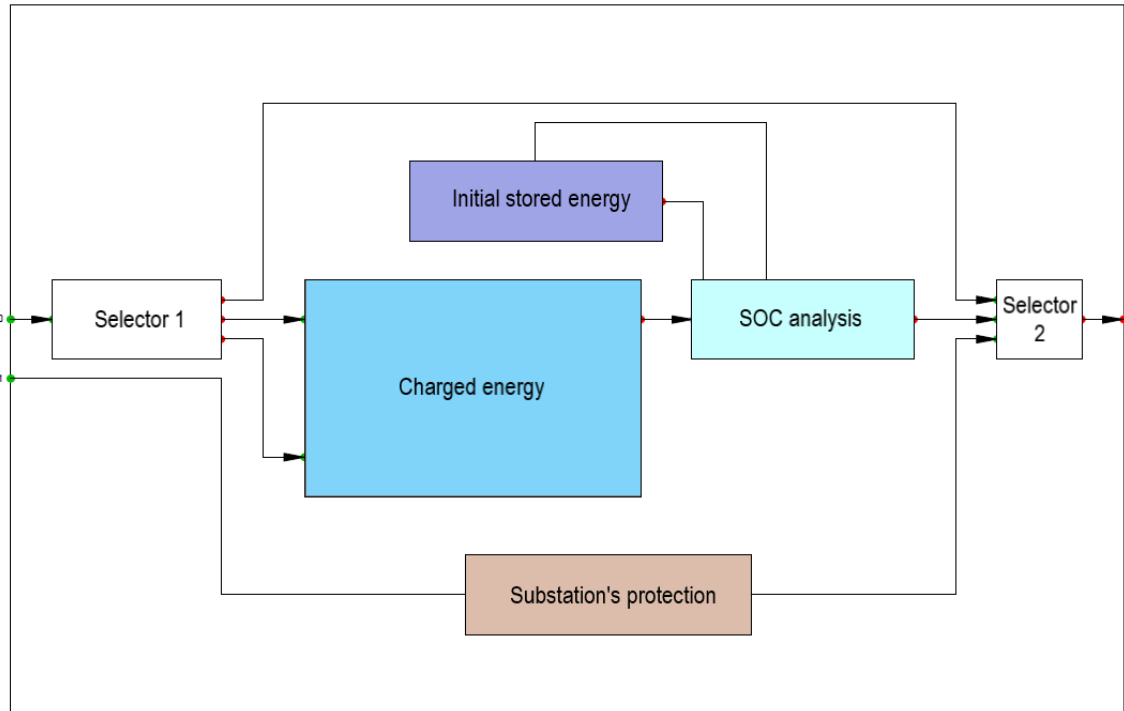 Initial stored energy
Selector 1
SOC analysis
Selector
2
Charged energy
Substation's protection